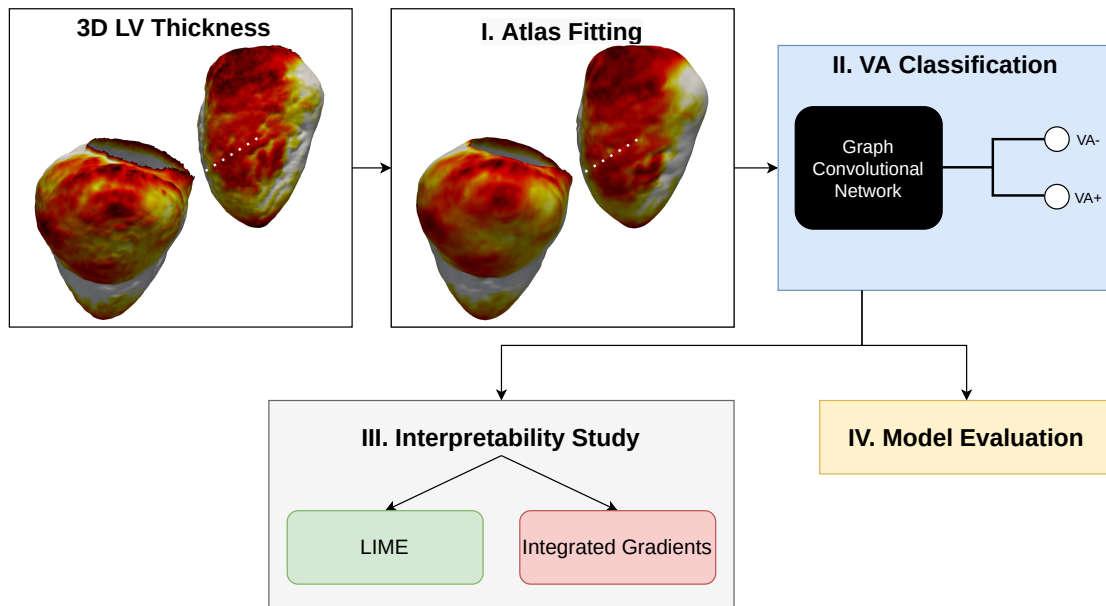 3D LV Thickness
I. Atlas Fitting
II. VA Classification
Graph
Convolutional
Network
VA-
VA+
III. Interpretability Study
LIME
Integrated Gradients
IV. Model Evaluation